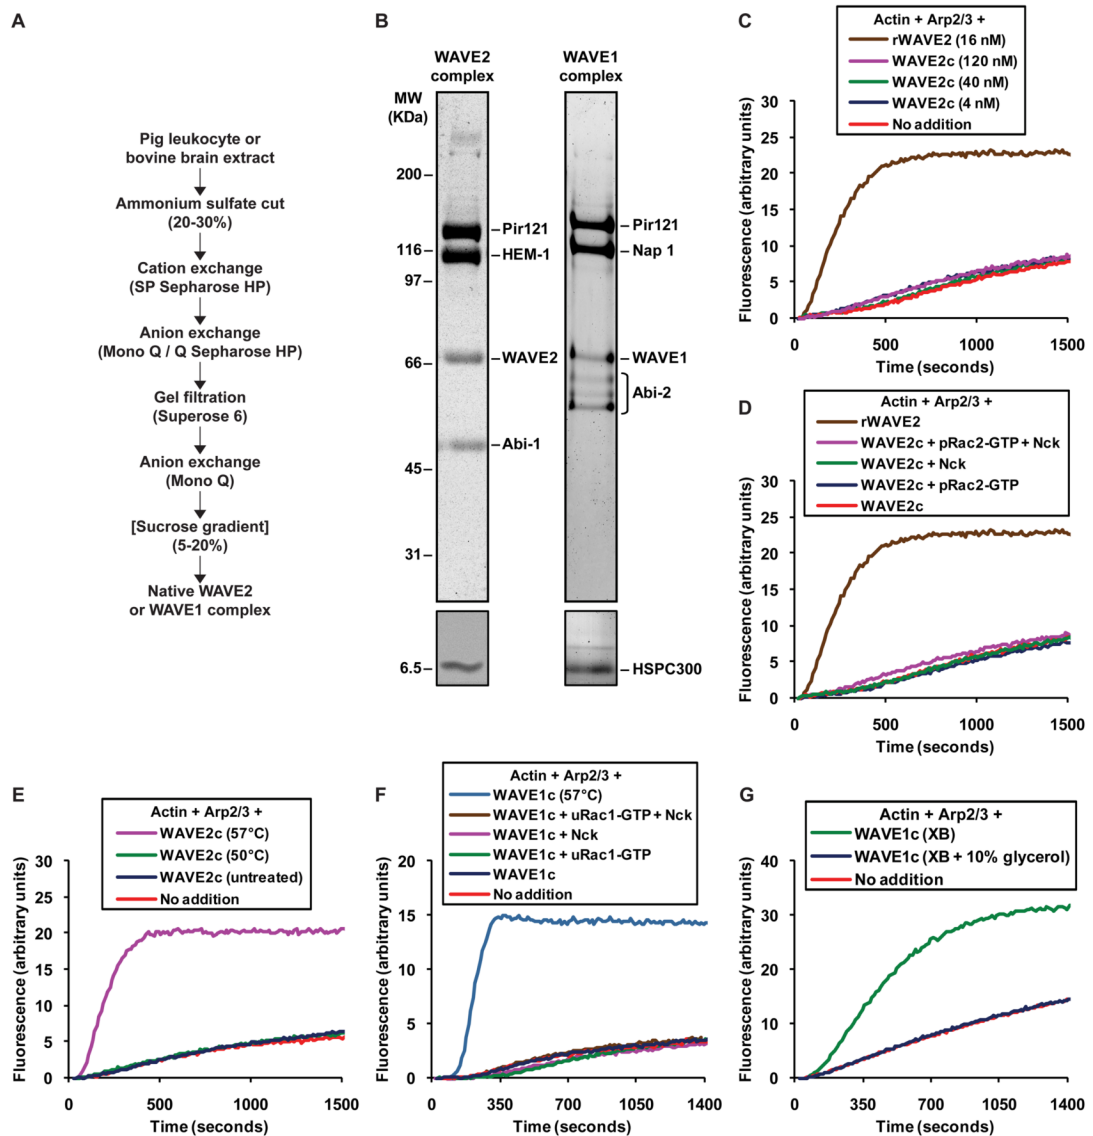 A
Pig leukocyte or
bovine brain extract
Ammonium sulfate cut
(20-30%)
Cation exchange
(SP Sepharose HP)
Anion exchange
(Mono Q / Q Sepharose HP)
Gel filtration
(Superose 6)
Anion exchange
(Mono Q)
[Sucrose gradient]
(5-20%)
Native WAVE2
or WAVE1 complex
B
WAVE2
complex
WAVE1
complex
MW
(KDa)
200
116
97
66
45
31
6.5
Pir121
HEM-1
WAVE2
Abi-1
Pir121
Nap 1
WAVE1
Abi-2
HSPC300
C
Actin + Arp2/3 +
rWAVE2 (16 nM)
WAVE2c (120 nM)
WAVE2c (40 nM)
WAVE2c (4 nM)
No addition
Fluorescence (arbitrary units)
30
25
20
15
10
5
0
0 500 1000 1500
Time (seconds)
D
Actin + Arp2/3 +
rWAVE2
WAVE2c + pRac2-GTP + Nck
WAVE2c + Nck
WAVE2c + pRac2-GTP
WAVE2c
Fluorescence (arbitrary units)
30
25
20
15
10
5
0
0 500 1000 1500
Time (seconds)
E
Actin + Arp2/3 +
WAVE2c (57°C)
WAVE2c (50°C)
WAVE2c (untreated)
No addition
Fluorescence (arbitrary units)
30
25
20
15
10
5
0
0 500 1000 1500
Time (seconds)
F
Actin + Arp2/3 +
WAVE1c (57°C)
WAVE1c + uRac1-GTP + Nck
WAVE1c + Nck
WAVE1c + uRac1-GTP
WAVE1c
No addition
Fluorescence (arbitrary units)
20
15
10
5
0
0 350 700 1050 1400
Time (seconds)
G
Actin + Arp2/3 +
WAVE1c (XB)
WAVE1c (XB + 10% glycerol)
No addition
Fluorescence (arbitrary units)
40
30
20
10
0
0 350 700 1050 1400
Time (seconds)